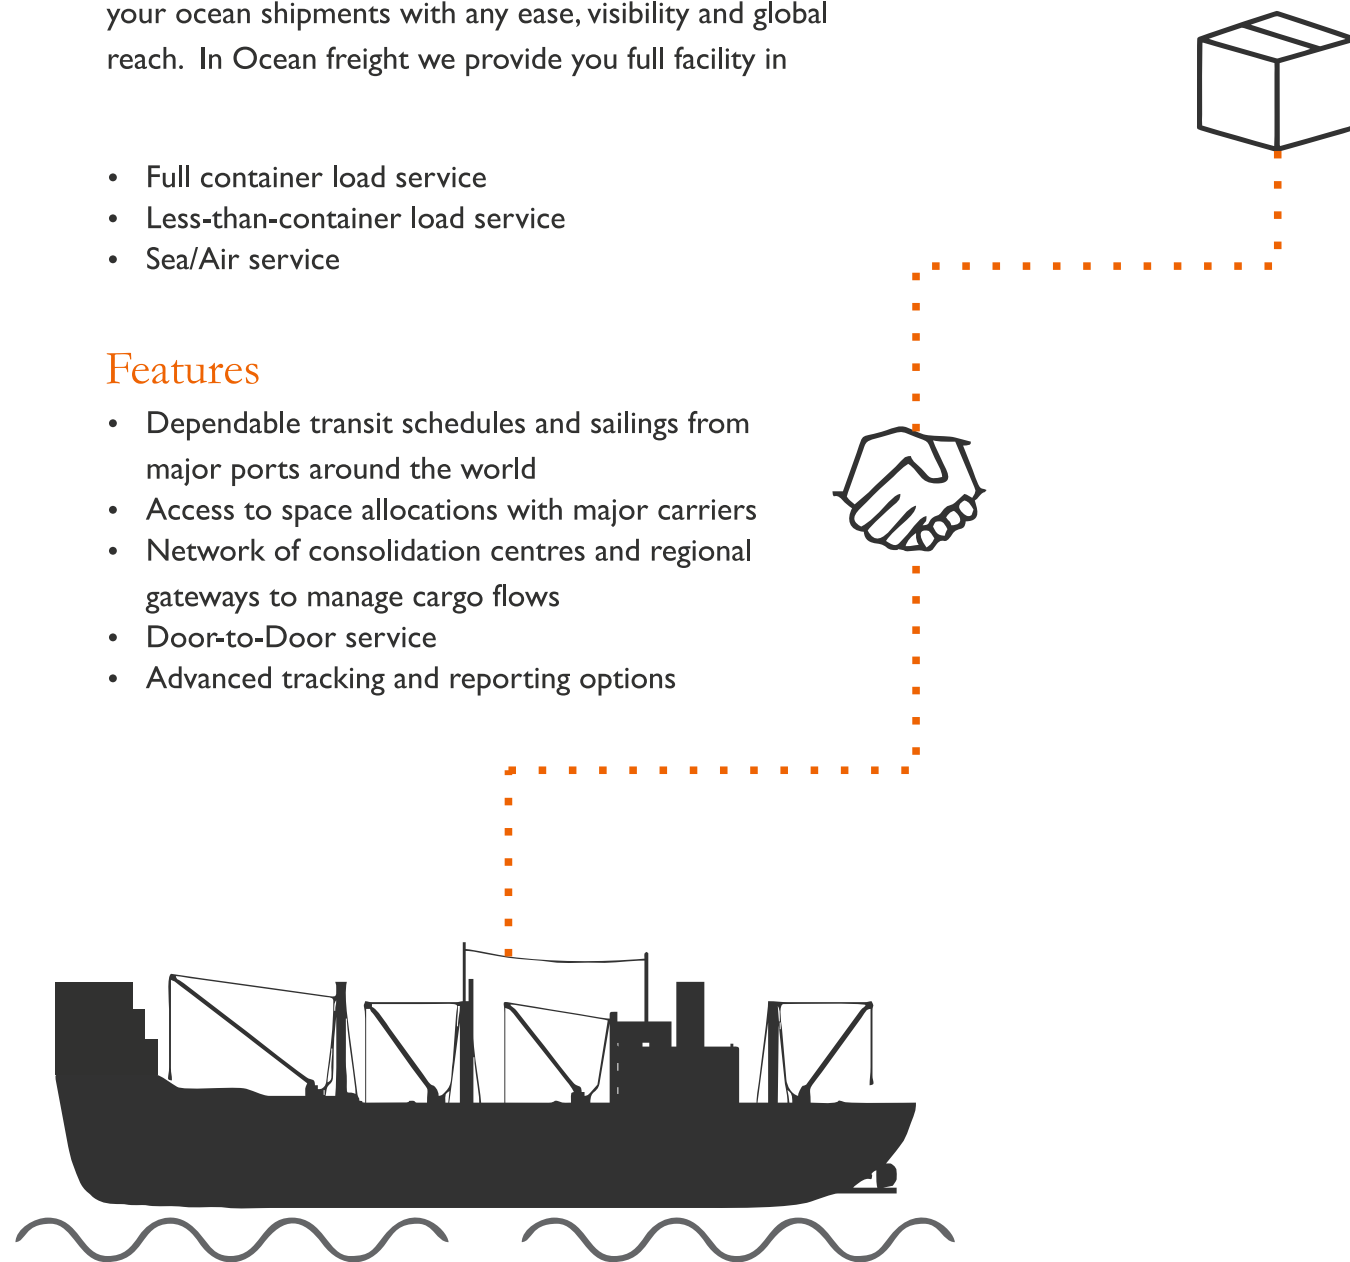 your ocean shipments with any ease, visibility and global
reach. In Ocean freight we provide you full facility in
• Full container load service
• Less-than-container load service
• Sea/Air service
Features
• Dependable transit schedules and sailings from
major ports around the world
• Access to space allocations with major carriers
• Network of consolidation centres and regional
gateways to manage cargo flows
• Door-to-Door service
• Advanced tracking and reporting options